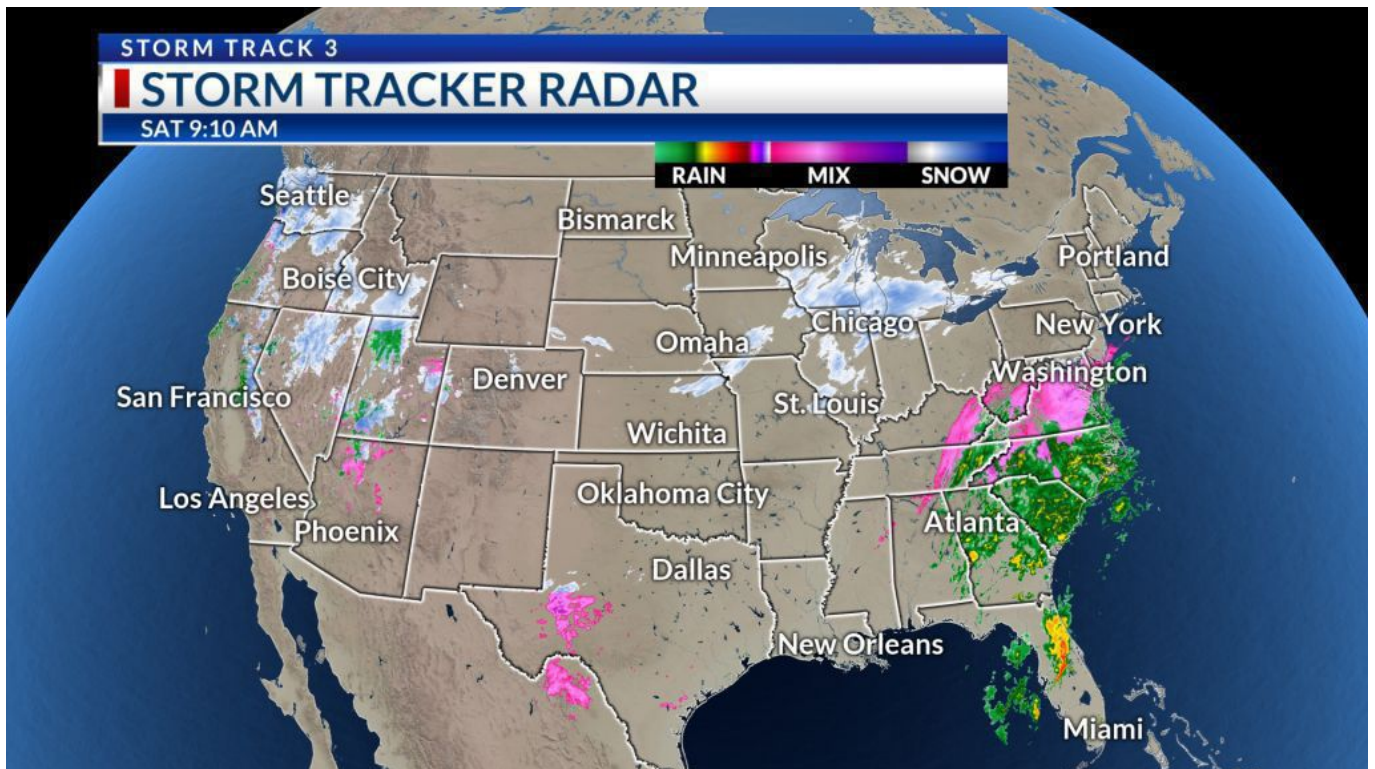 STORM TRACK 3
STORM TRACKER RADAR
SAT 9:10 AM
RAIN MIX SNOW
Seattle
Bismarck
Minneapolis
Portland
Boise City
Chicago
New York
Omaha
Washington
Denver
San Francisco
St. Louis
Wichita
Los Angeles
Oklahoma City
Phoenix
Atlanta
Dallas
New Orleans
Miami